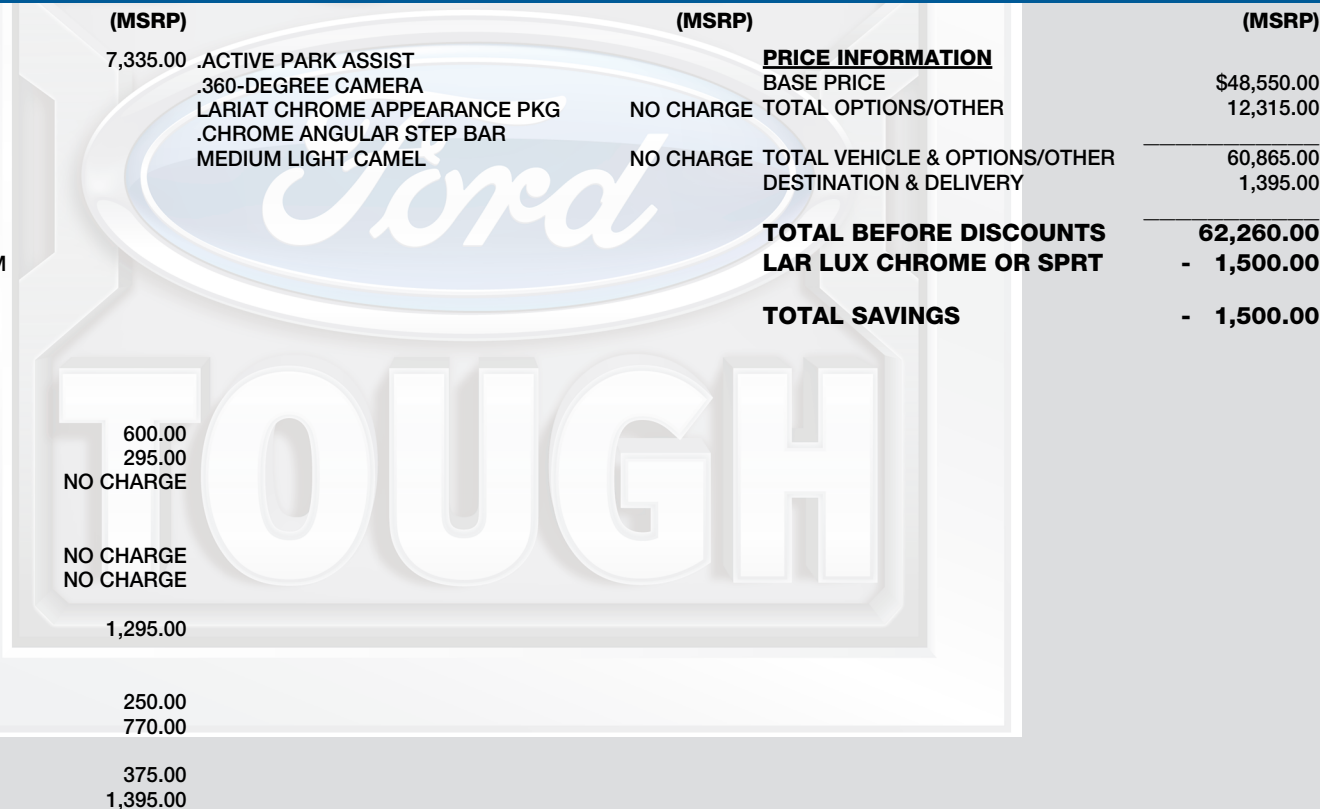 (MSRP) (MSRP) (MSRP)
7,335.00 .ACTIVE PARK ASSIST PRICE INFORMATION
.360-DEGREE CAMERA BASE PRICE $48,550.00
LARIAT CHROME APPEARANCE PKG NO CHARGE TOTAL OPTIONS/OTHER 12,315.00
.CHROME ANGULAR STEP BAR
MEDIUM LIGHT CAMEL NO CHARGE TOTAL VEHICLE & OPTIONS/OTHER 60,865.00
DESTINATION & DELIVERY 1,395.00
Ford
TOTAL BEFORE DISCOUNTS 62,260.00
M LAR LUX CHROME OR SPRT - 1,500.00
TOTAL SAVINGS - 1,500.00
TOUGH
600.00
295.00
NO CHARGE
NO CHARGE
NO CHARGE
1,295.00
250.00
770.00
375.00
1,395.00